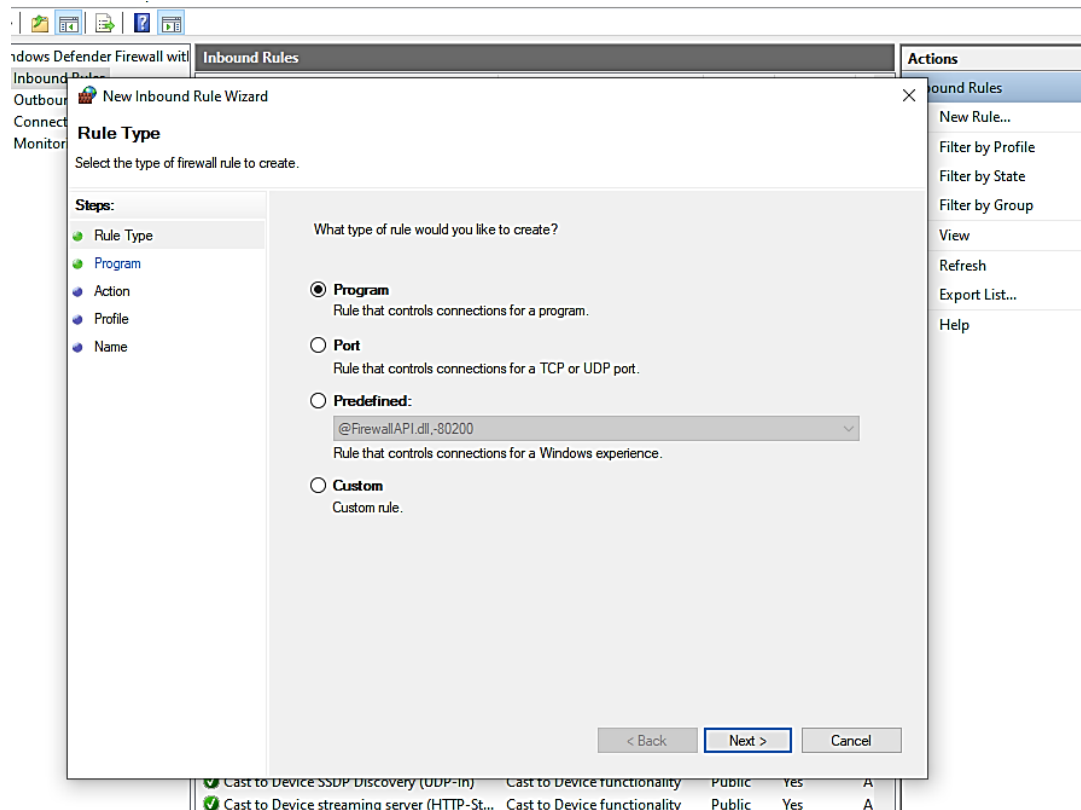 ndows Defender Firewall with
Inbound Rules
Outbour
Connect
Monitori
Inbound Rules
New Inbound Rule Wizard
Rule Type
Select the type of firewall rule to create.
Steps:
Rule Type
Program
Action
Profile
Name
What type of rule would you like to create?
Program
Rule that controls connections for a program.
Port
Rule that controls connections for a TCP or UDP port.
Predefined:
@FirewallAPI.dll,-80200
Rule that controls connections for a Windows experience.
Custom
Custom rule.
< Back Next > Cancel
Cast to Device SSDP Discovery (UDP-In) Cast to Device functionality Public Yes A
Cast to Device streaming server (HTTP-St... Cast to Device functionality Public Yes A
Actions
ound Rules
New Rule...
Filter by Profile
Filter by State
Filter by Group
View
Refresh
Export List...
Help